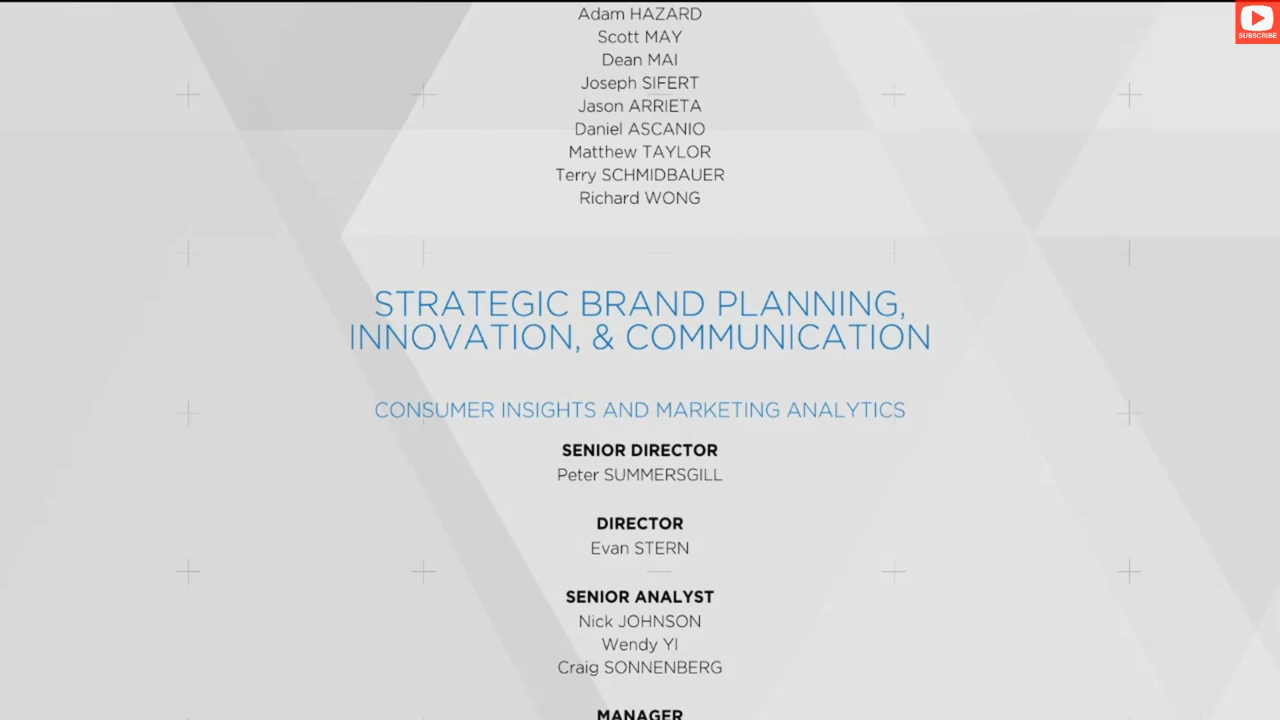 Adam HAZARD
SUBSCRIBE
Scott MAY
Dean MAI
Joseph SIFERT
Jason ARRIETA
Daniel ASCANIO
Matthew TAYLOR
Terry SCHMIDBAUER
Richard WONG
STRATEGIC BRAND PLANNING,
INNOVATION, & COMMUNICATION
CONSUMER INSIGHTS AND MARKETING ANALYTICS
SENIOR DIRECTOR
Peter SUMMERSGILL
DIRECTOR
Evan STERN
SENIOR ANALYST
Nick JOHNSON
Wendy YI
Craig SONNENBERG
MANAGER